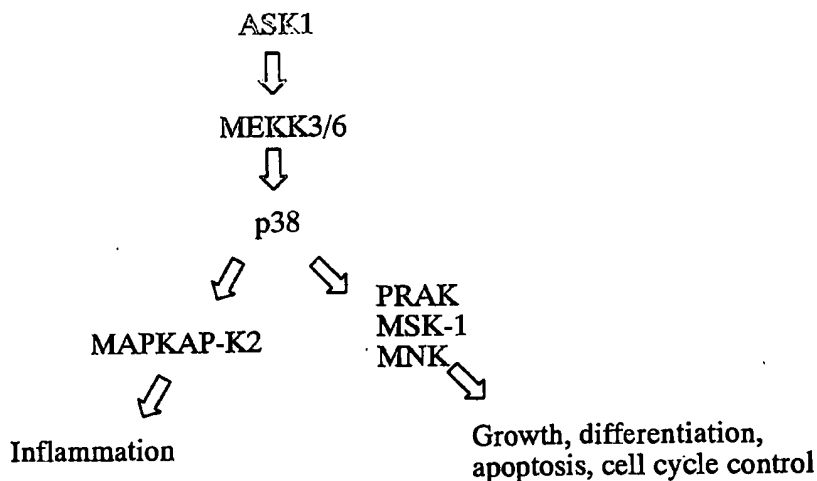 ASK1
MEKK3/6
p38
MAPKAP-K2
PRAK
MSK-1
MNK
Inflammation
Growth, differentiation,
apoptosis, cell cycle control